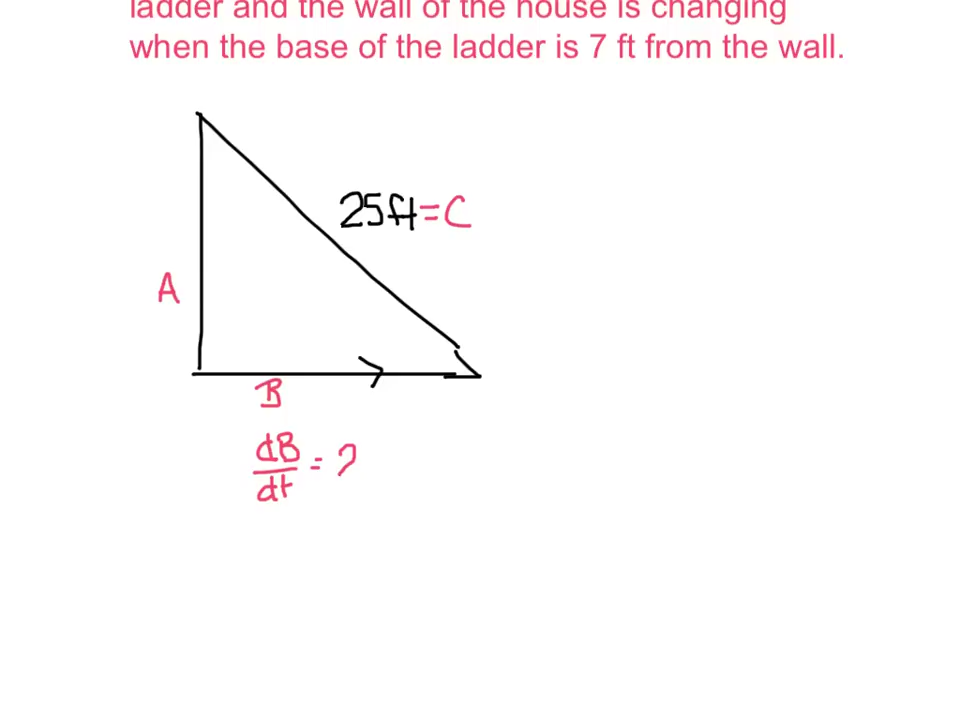 ladder and the wall of the house is changing
when the base of the ladder is 7 ft from the wall.
25ft=C
A
B
dB
dt
= ?